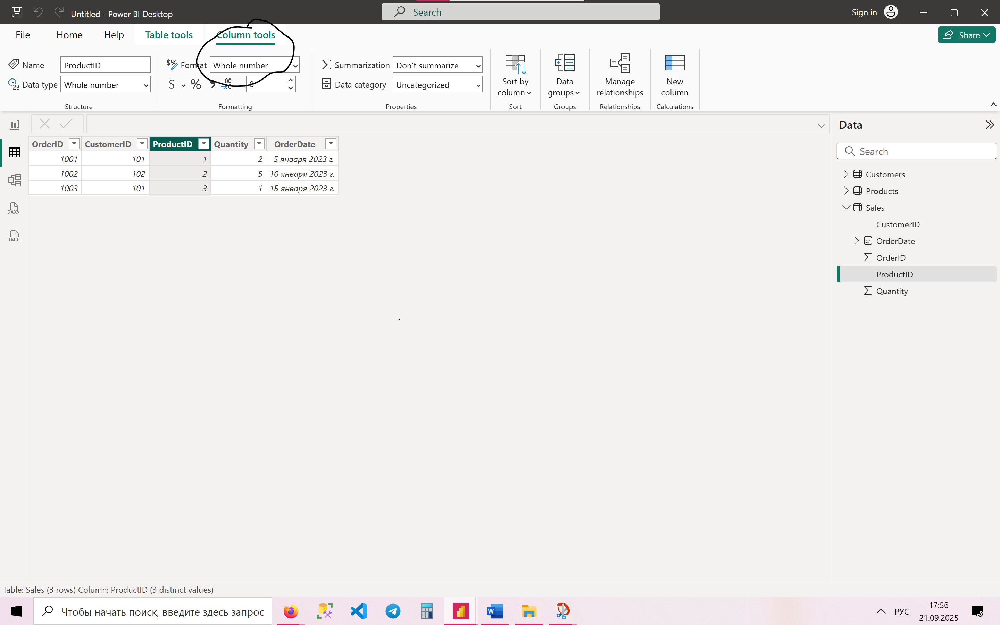 Untitled - Power BI Desktop
Search
Sign in
File
Home
Help
Table tools
Column tools
Share
Name
ProductID
Data type
Whole number
Structure
$% Format
Whole number
$ % , .00 .0
0
Formatting
Summarization
Don't summarize
Data category
Uncategorized
Properties
Sort by
column
Sort
Data
groups
Groups
Manage
relationships
Relationships
New
column
Calculations
OrderID CustomerID ProductID Quantity OrderDate
1001 101 1 2 5 января 2023 г.
1002 102 2 5 10 января 2023 г.
1003 101 3 1 15 января 2023 г.
DAX
TMDL
Data
Search
Customers
Products
Sales
CustomerID
OrderDate
OrderID
ProductID
Quantity
Table: Sales (3 rows) Column: ProductID (3 distinct values)
Чтобы начать поиск, введите здесь запрос
РУС
17:56
21.09.2025